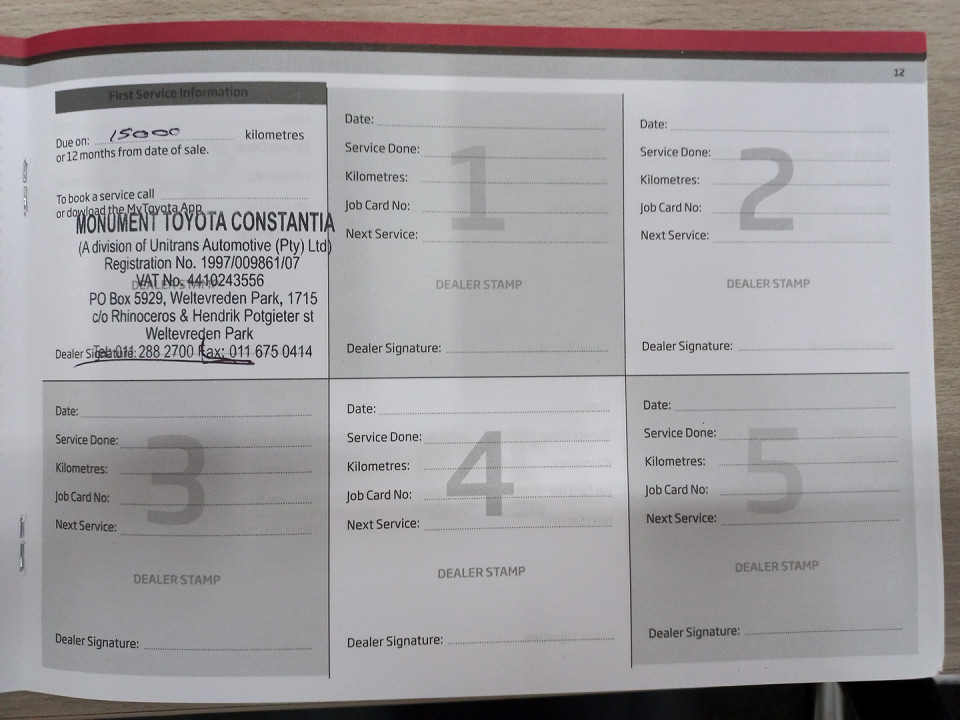 12
First Service Information
Due on: 15000 kilometres
or 12 months from date of sale.
To book a service call
or dowload the MyToyota App
MONUMENT TOYOTA CONSTANTIA
(A division of Unitrans Automotive (Pty) Ltd)
Registration No. 1997/009861/07
VAT No. 4410243556
DEALER STAMP
PO Box 5929, Weltevreden Park, 1715
c/o Rhinoceros & Hendrik Potgieter st
Weltevreden Park
Dealer Signature:
Tel: 011 288 2700 Fax: 011 675 0414
1
Date:
Service Done:
Kilometres:
Job Card No:
Next Service:
DEALER STAMP
Dealer Signature:
2
Date:
Service Done:
Kilometres:
Job Card No:
Next Service:
DEALER STAMP
Dealer Signature:
3
Date:
Service Done:
Kilometres:
Job Card No:
Next Service:
DEALER STAMP
Dealer Signature:
4
Date:
Service Done:
Kilometres:
Job Card No:
Next Service:
DEALER STAMP
Dealer Signature:
5
Date:
Service Done:
Kilometres:
Job Card No:
Next Service:
DEALER STAMP
Dealer Signature: